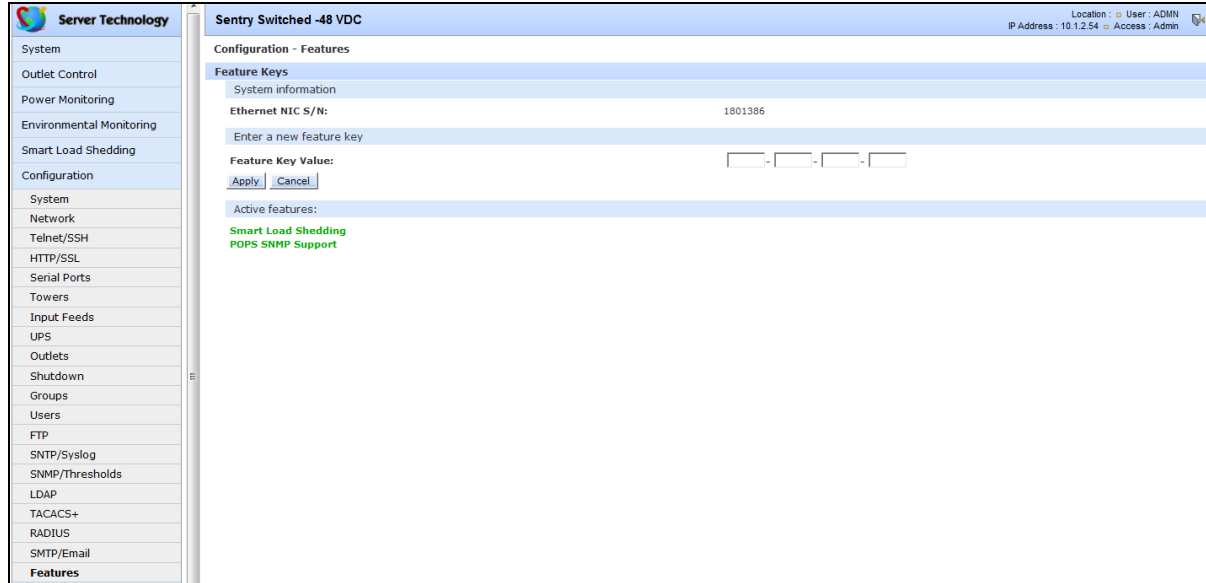 Server Technology
Sentry Switched -48 VDC
Location : User : ADMN
IP Address : 10.1.2.54 Access : Admin
System
Outlet Control
Power Monitoring
Environmental Monitoring
Smart Load Shedding
Configuration
System
Network
Telnet/SSH
HTTP/SSL
Serial Ports
Towers
Input Feeds
UPS
Outlets
Shutdown
Groups
Users
FTP
SNTP/Syslog
SNMP/Thresholds
LDAP
TACACS+
RADIUS
SMTP/Email
Features
Configuration - Features
Feature Keys
System information
Ethernet NIC S/N: 1801386
Enter a new feature key
Feature Key Value: - - -
Apply Cancel
Active features:
Smart Load Shedding
POPS SNMP Support